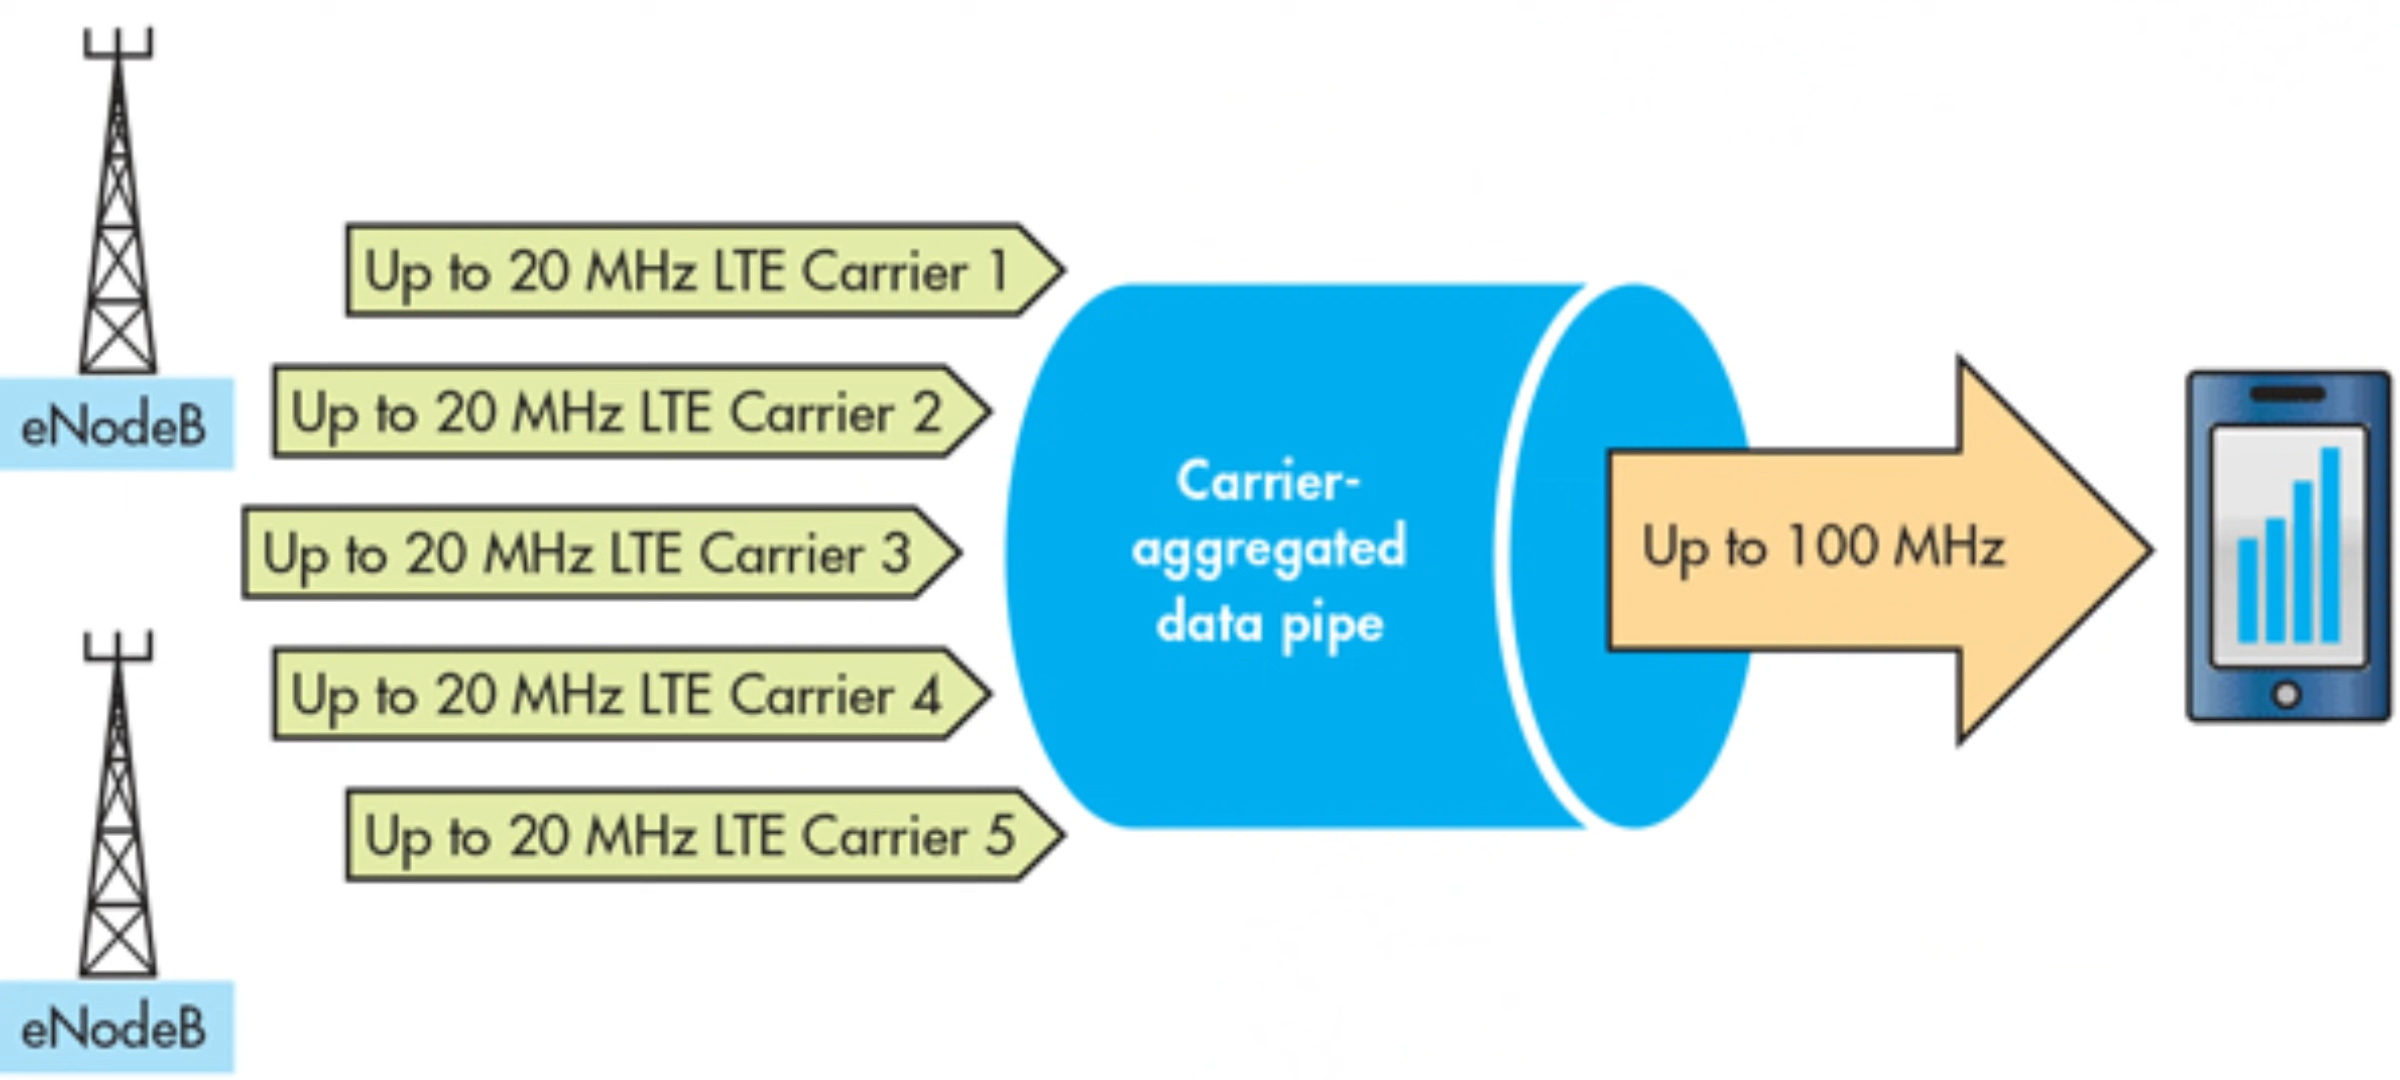 Up to 20 MHz LTE Carrier 1
Up to 20 MHz LTE Carrier 2
eNodeB
Up to 20 MHz LTE Carrier 3
Up to 20 MHz LTE Carrier 4
Up to 20 MHz LTE Carrier 5
eNodeB
Carrier-
aggregated
data pipe
Up to 100 MHz